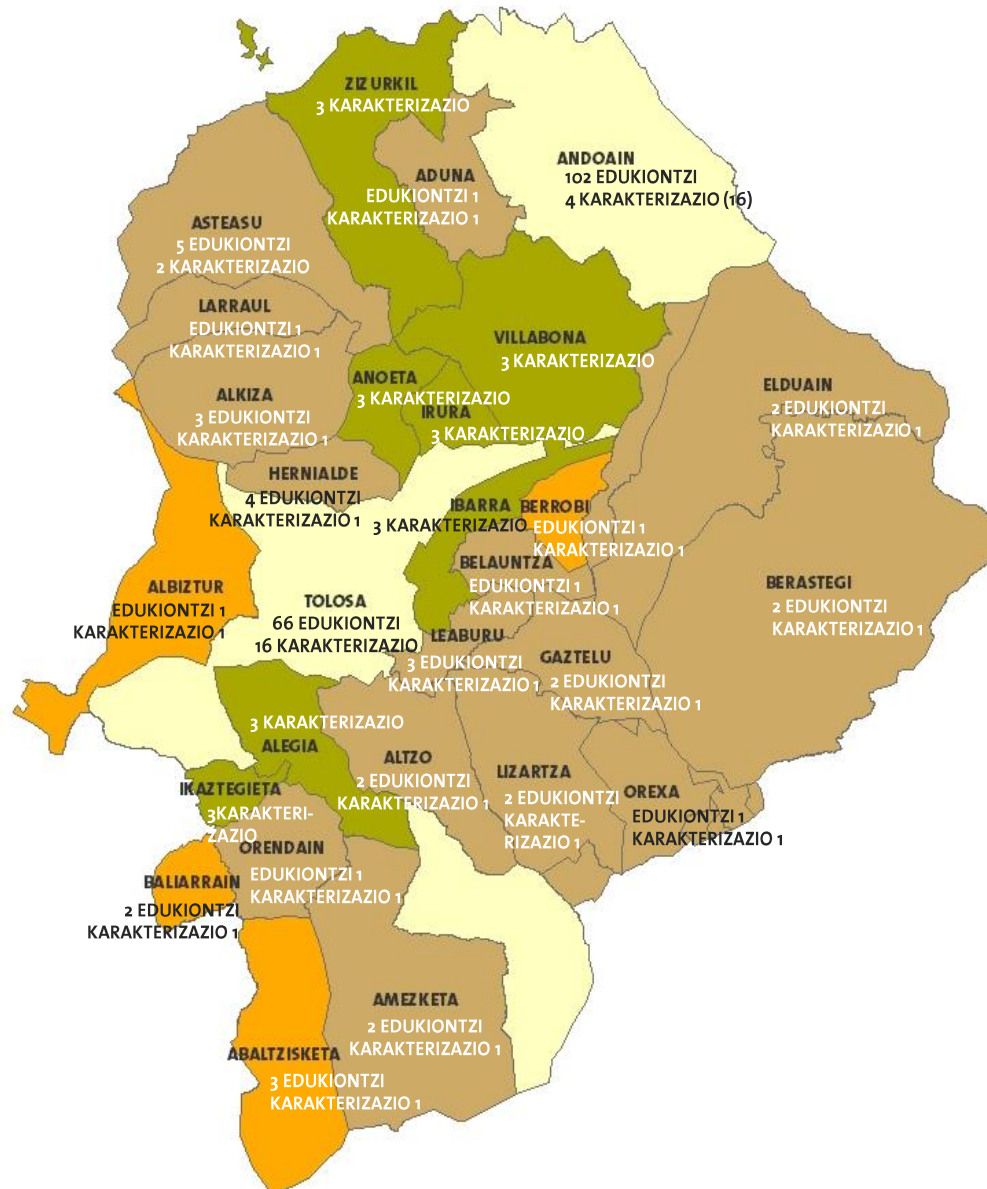 ZIZURKIL
3 KARAKTERIZAZIO
ANDOAIN
102 EDUKIONTZI
4 KARAKTERIZAZIO (16)
ADUNA
EDUKIONTZI 1
KARAKTERIZAZIO 1
ASTEASU
5 EDUKIONTZI
2 KARAKTERIZAZIO
LARRAUL
EDUKIONTZI 1
KARAKTERIZAZIO 1
VILLABONA
3 KARAKTERIZAZIO
ANOETA
3 KARAKTERIZAZIO
ALKIZA
3 EDUKIONTZI
KARAKTERIZAZIO 1
IRURA
3 KARAKTERIZAZIO
ELDUAIN
2 EDUKIONTZI
KARAKTERIZAZIO 1
HERNIALDE
4 EDUKIONTZI
KARAKTERIZAZIO 1
IBARRA
3 KARAKTERIZAZIO
BERROBI
EDUKIONTZI 1
KARAKTERIZAZIO 1
BELAUNTZA
EDUKIONTZI 1
KARAKTERIZAZIO 1
ALBIZTUR
EDUKIONTZI 1
KARAKTERIZAZIO 1
TOLOSA
66 EDUKIONTZI
16 KARAKTERIZAZIO
BERASTEGI
2 EDUKIONTZI
KARAKTERIZAZIO 1
LEABURU
3 EDUKIONTZI
KARAKTERIZAZIO 1
GAZTELU
2 EDUKIONTZI
KARAKTERIZAZIO 1
3 KARAKTERIZAZIO
ALEGIA
ALTZO
2 EDUKIONTZI
KARAKTERIZAZIO 1
LIZARTZA
2 EDUKIONTZI
KARAKTE-
RIZAZIO 1
OREXA
EDUKIONTZI 1
KARAKTERIZAZIO 1
IKAZTEGIETA
3KARAKTERI-
ZAZIO
ORENDAIN
EDUKIONTZI 1
KARAKTERIZAZIO 1
BALIARRAIN
2 EDUKIONTZI
KARAKTERIZAZIO 1
AMEZKETA
2 EDUKIONTZI
KARAKTERIZAZIO 1
ABALTZISKETA
3 EDUKIONTZI
KARAKTERIZAZIO 1